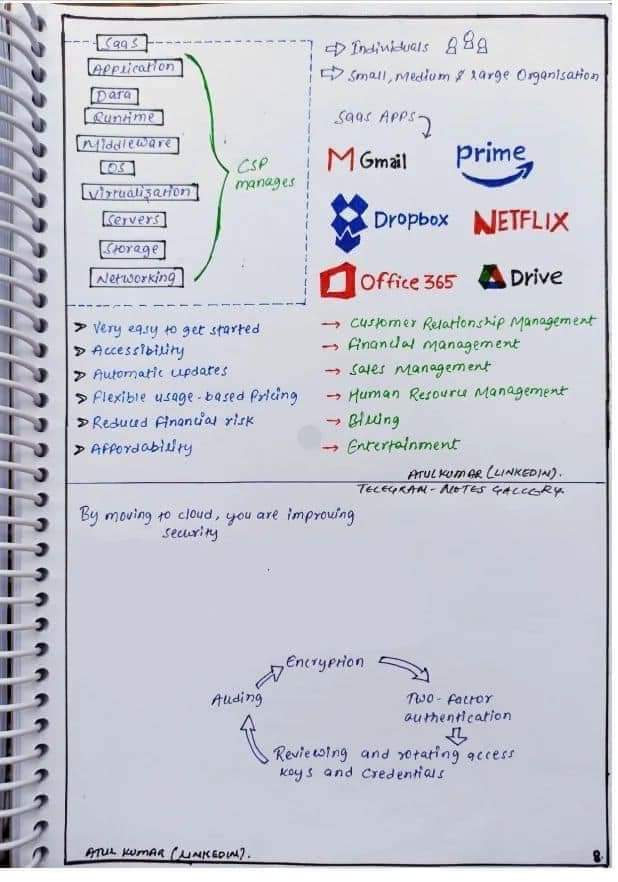 SaaS
Application
Data
Runtime
Middleware
OS
Virtualization
Servers
Storage
Networking
CSP
manages
Individuals
Small, Medium & Large Organisation
SaaS APPS
M Gmail
prime
Dropbox
NETFLIX
Office 365
Drive
Very easy to get started
Accessibility
Automatic updates
Flexible usage-based Pricing
Reduced financial risk
Affordability
Customer Relationship Management
Financial Management
Sales Management
Human Resource Management
Billing
Entertainment
ATUL KUMAR (LINKEDIN).
TELEGRAM - NOTES GALLERY.
By moving to cloud, you are improving
security
Encryption
Two-factor
authentication
Reviewing and rotating access
keys and Credentials
Auding
ATUL KUMAR (LINKEDIN).
8